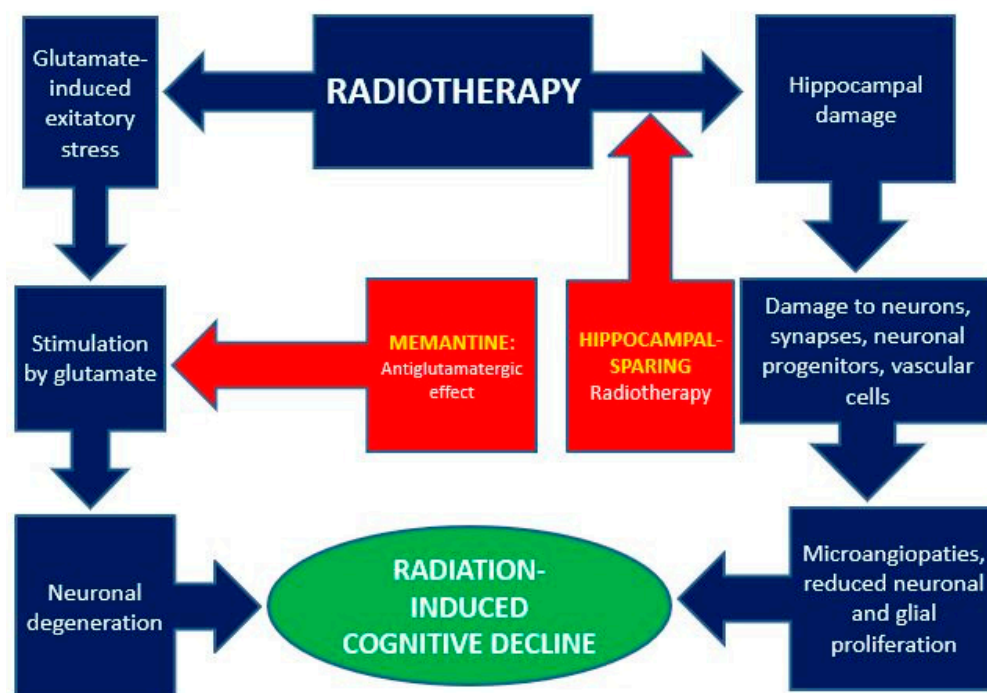 Glutamate-
induced
exitatory
stress
RADIOTHERAPY
Hippocampal
damage
Stimulation
by glutamate
MEMANTINE:
Antiglutamatergic
effect
HIPPOCAMPAL-
SPARING
Radiotherapy
Damage to neurons,
synapses, neuronal
progenitors, vascular
cells
Neuronal
degeneration
RADIATION-
INDUCED
COGNITIVE DECLINE
Microangiopaties,
reduced neuronal
and glial
proliferation